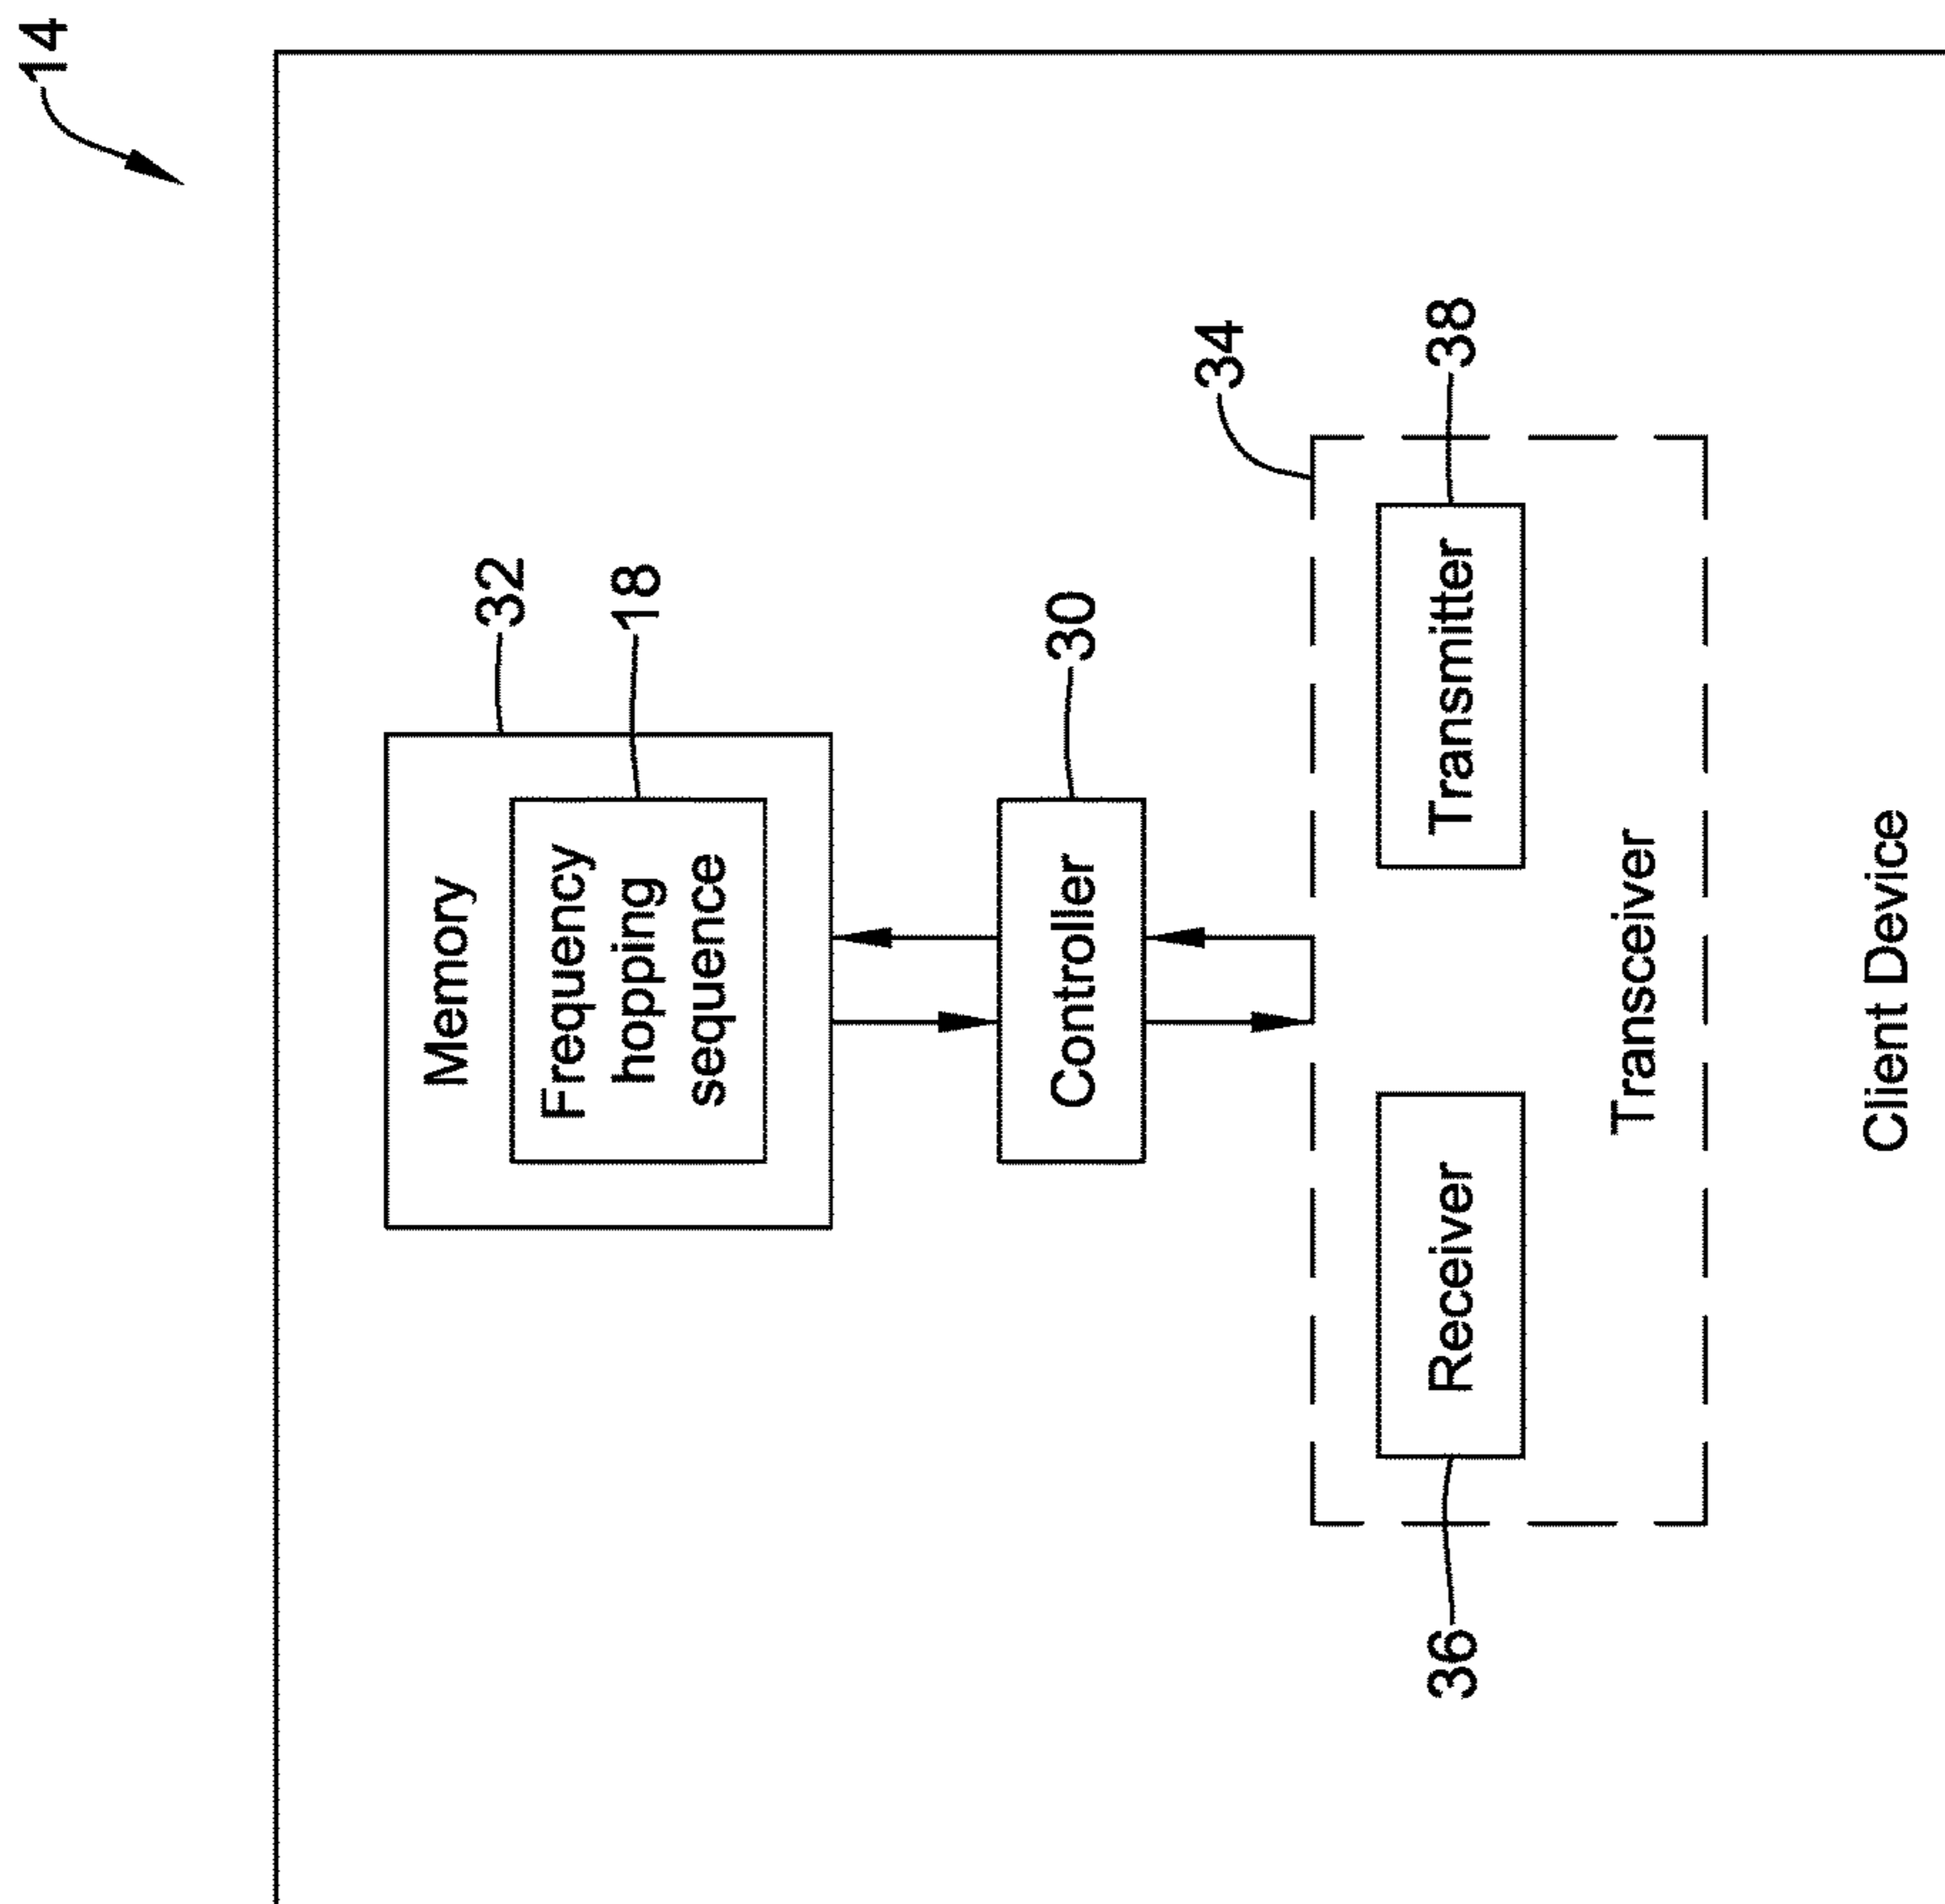 14
32
Memory
18
Frequency
hopping
sequence
30
Controller
34
38
Transmitter
Receiver
36
Transceiver
Client Device